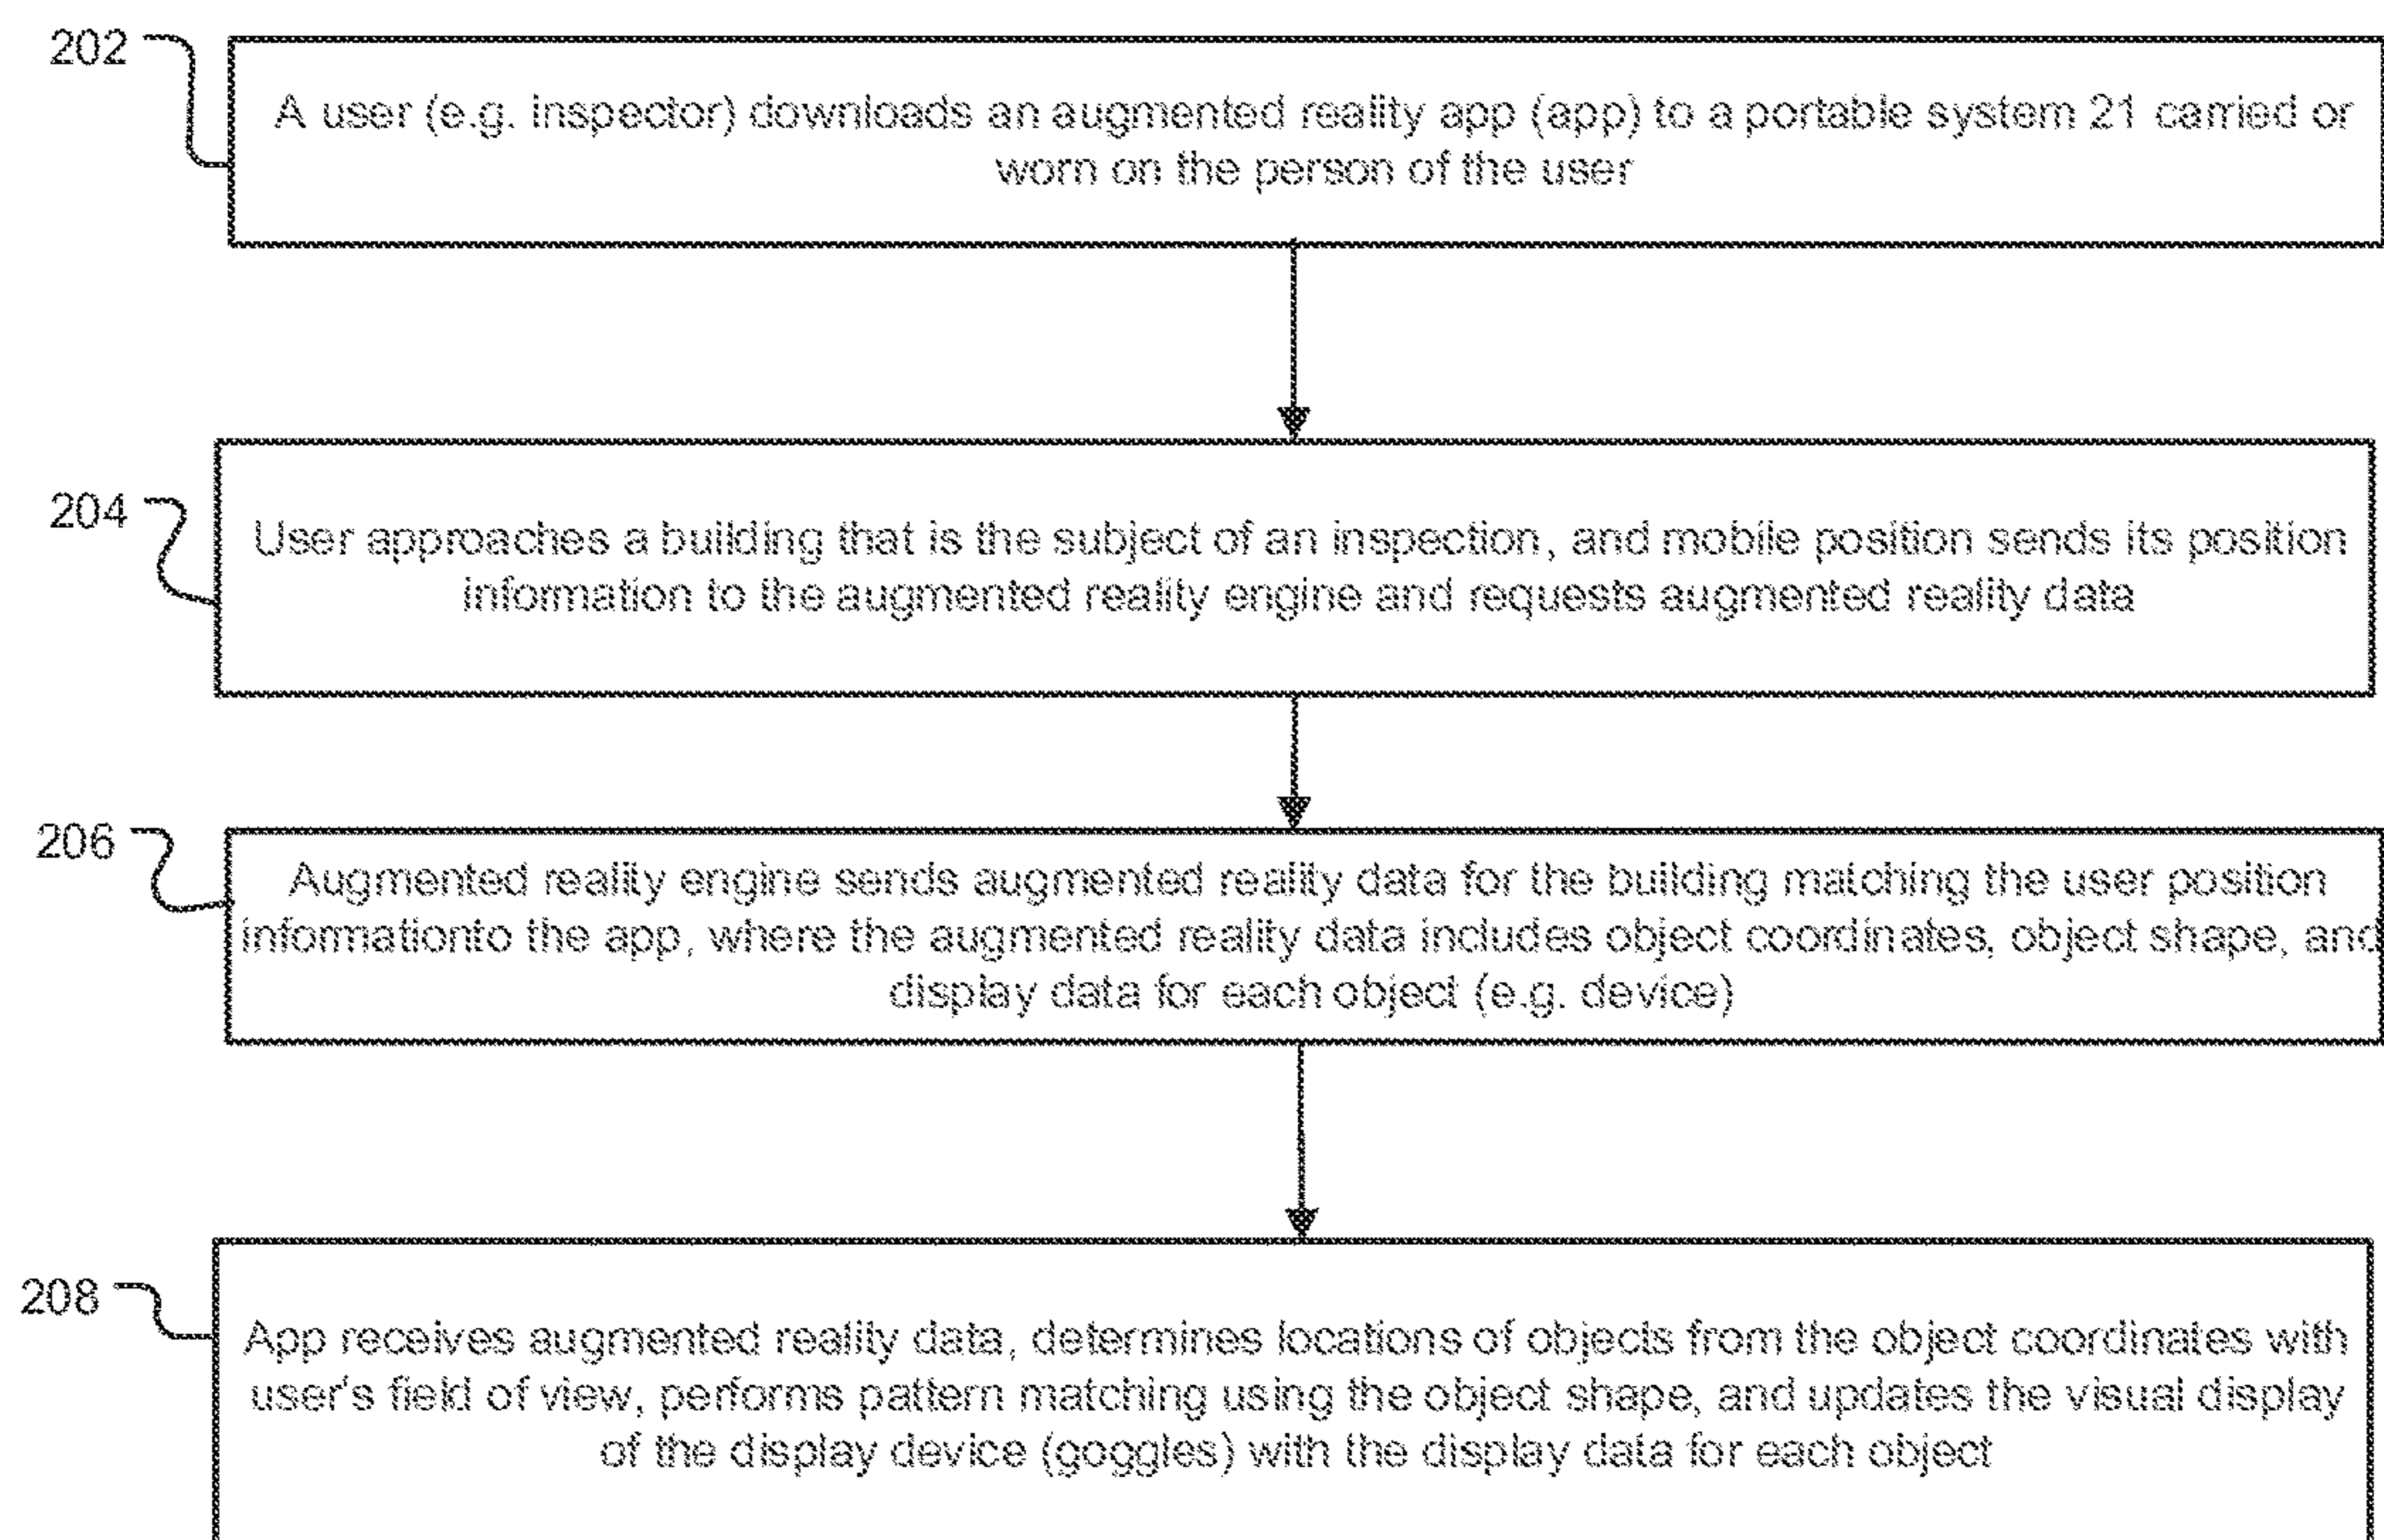 202
A user (e.g. inspector) downloads an augmented reality app (app) to a portable system 21 carried or
worn on the person of the user
204
User approaches a building that is the subject of an inspection, and mobile position sends its position
information to the augmented reality engine and requests augmented reality data
206
Augmented reality engine sends augmented reality data for the building matching the user position
informationto the app, where the augmented reality data includes object coordinates, object shape, and
display data for each object (e.g. device)
208
App receives augmented reality data, determines locations of objects from the object coordinates with
user's field of view, performs pattern matching using the object shape, and updates the visual display
of the display device (goggles) with the display data for each object